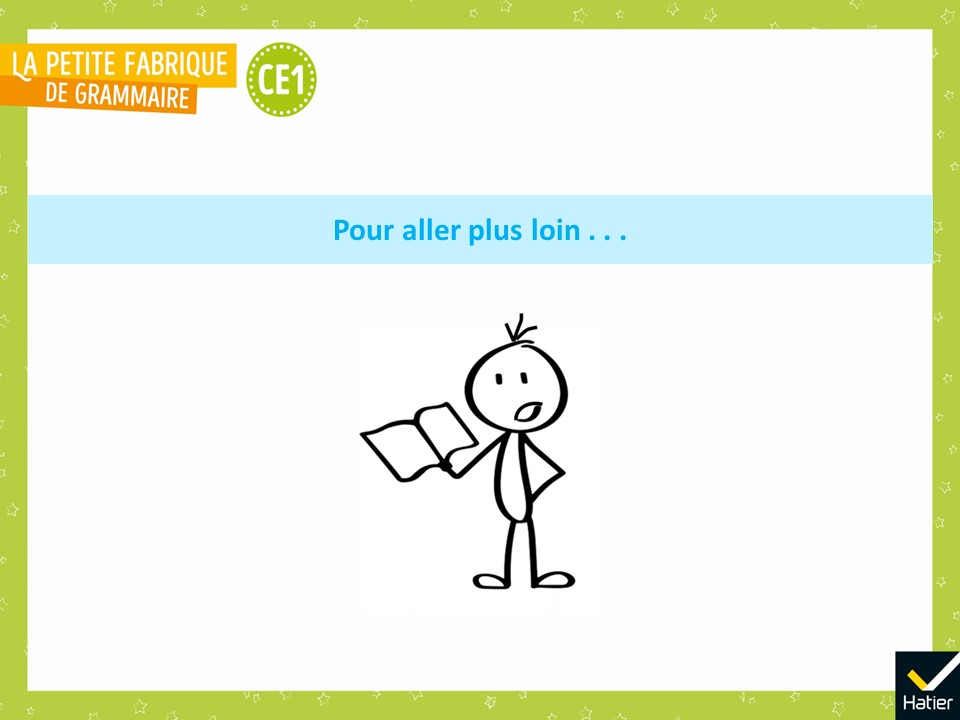 LA PETITE FABRIQUE
DE GRAMMAIRE
CE1
Pour aller plus loin . . .
Hatier